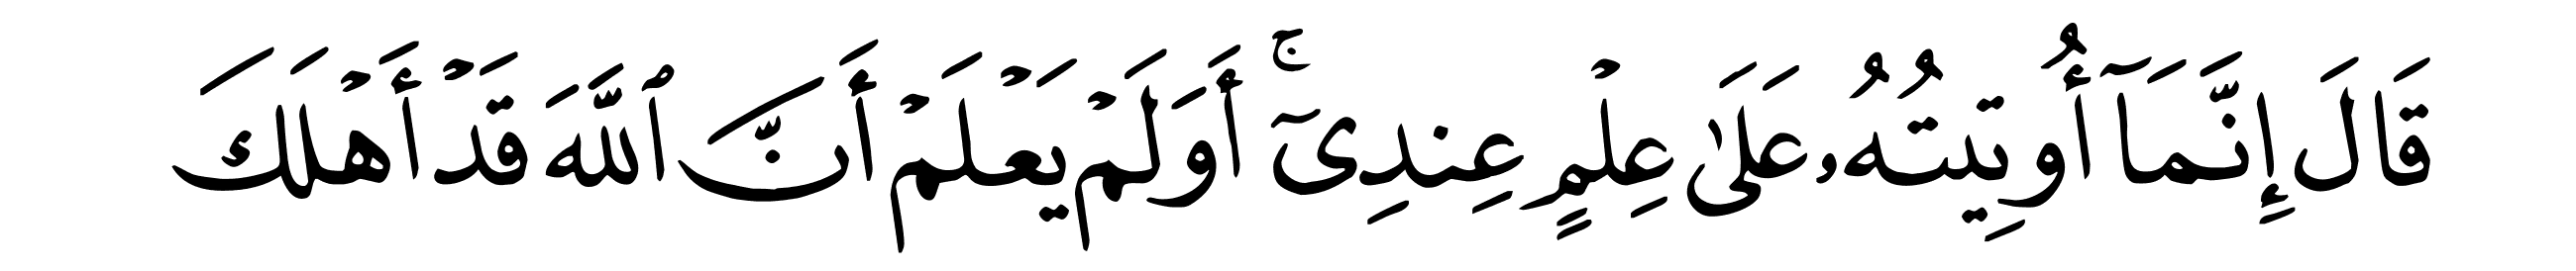 قَالَ إِنَّمَآ أُوتِيتُهُۥ عَلَىٰ عِلْمٍ عِندِىٓ ۚ أَوَلَمْ يَعْلَمْ أَنَّ ٱللَّهَ قَدْ أَهْلَكَ